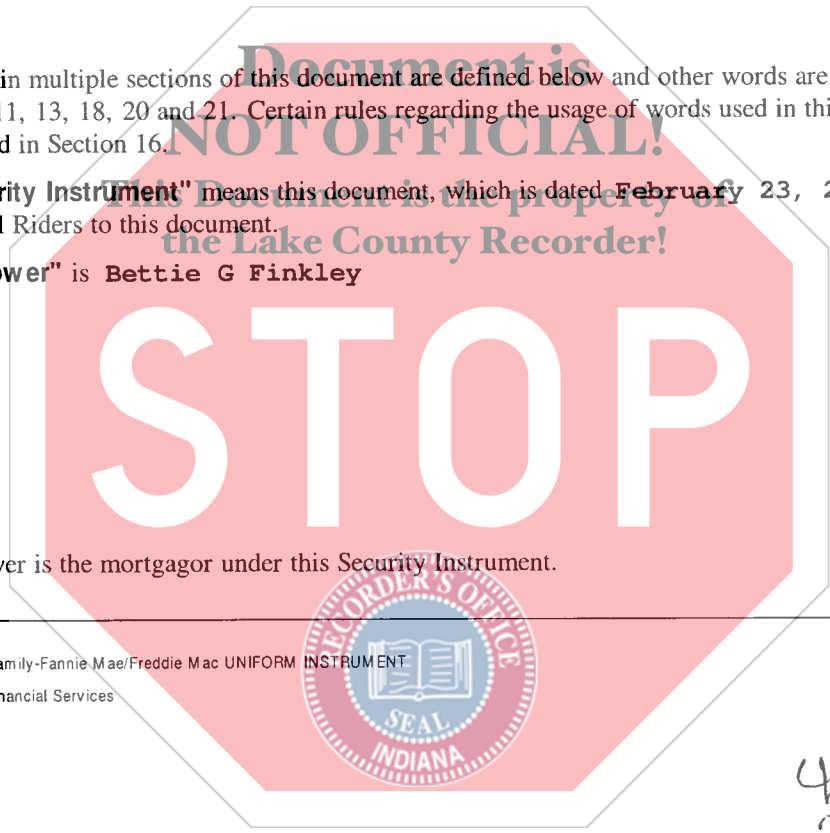 Document is
in multiple sections of this document are defined below and other words are
11, 13, 18, 20 and 21. Certain rules regarding the usage of words used in thi
NOT OFFICIAL!
d in Section 16.
rity Instrument" means this document, which is dated February 23, 2
This Document is the property of
l Riders to this document.
the Lake County Recorder!
ower" is Bettie G Finkley
STOP
er is the mortgagor under this Security Instrument.
RECORDER'S OFFICE
amily-Fannie Mae/Freddie Mac UNIFORM INSTRUMENT
nancial Services
SEAL
INDIANA